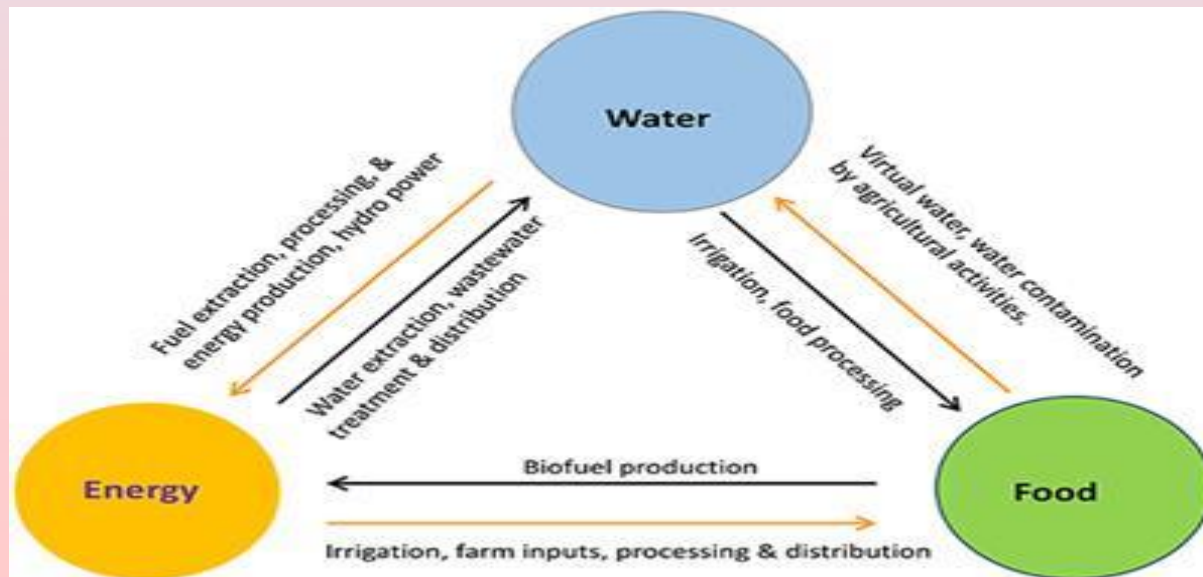 Water
Fuel extraction, processing, &
energy production, hydro power
Water extraction, wastewater
treatment & distribution
Irrigation, food processing
Virtual water, water contamination
by agricultural activities.
Energy
Biofuel production
Food
Irrigation, farm inputs, processing & distribution